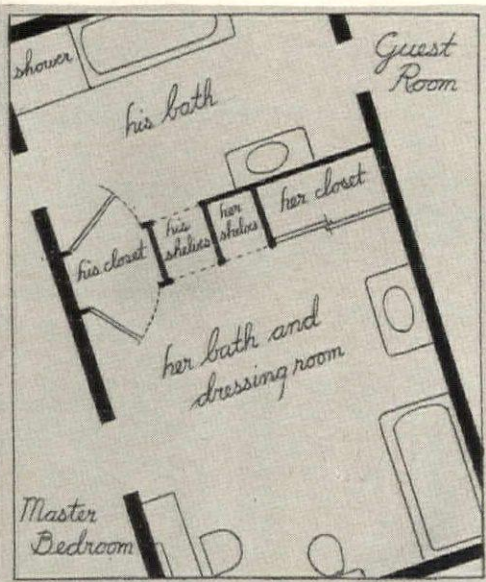 shower
Guest
Room
his bath
his closet
his
shelves
her
shelves
her closet
her bath and
dressing room
Master
Bedroom